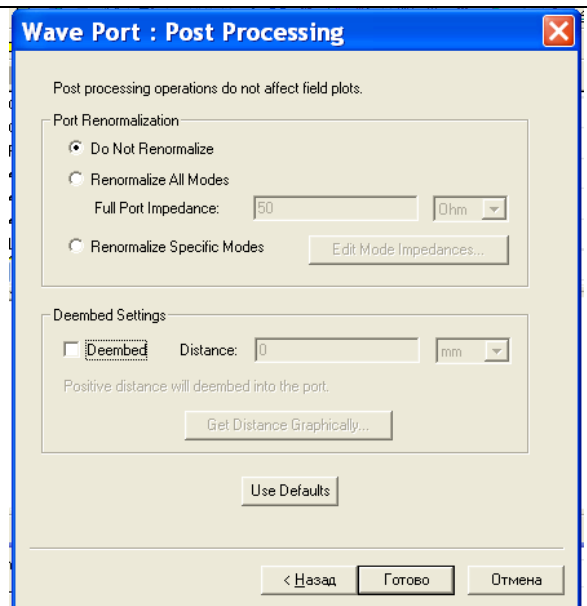 Wave Port : Post Processing
Post processing operations do not affect field plots.
Port Renormalization
Do Not Renormalize
Renormalize All Modes
Full Port Impedance: 50 Ohm
Renormalize Specific Modes Edit Mode Impedances...
Deembed Settings
Deembed Distance: 0 mm
Positive distance will deembed into the port.
Get Distance Graphically...
Use Defaults
< Назад Готово Отмена